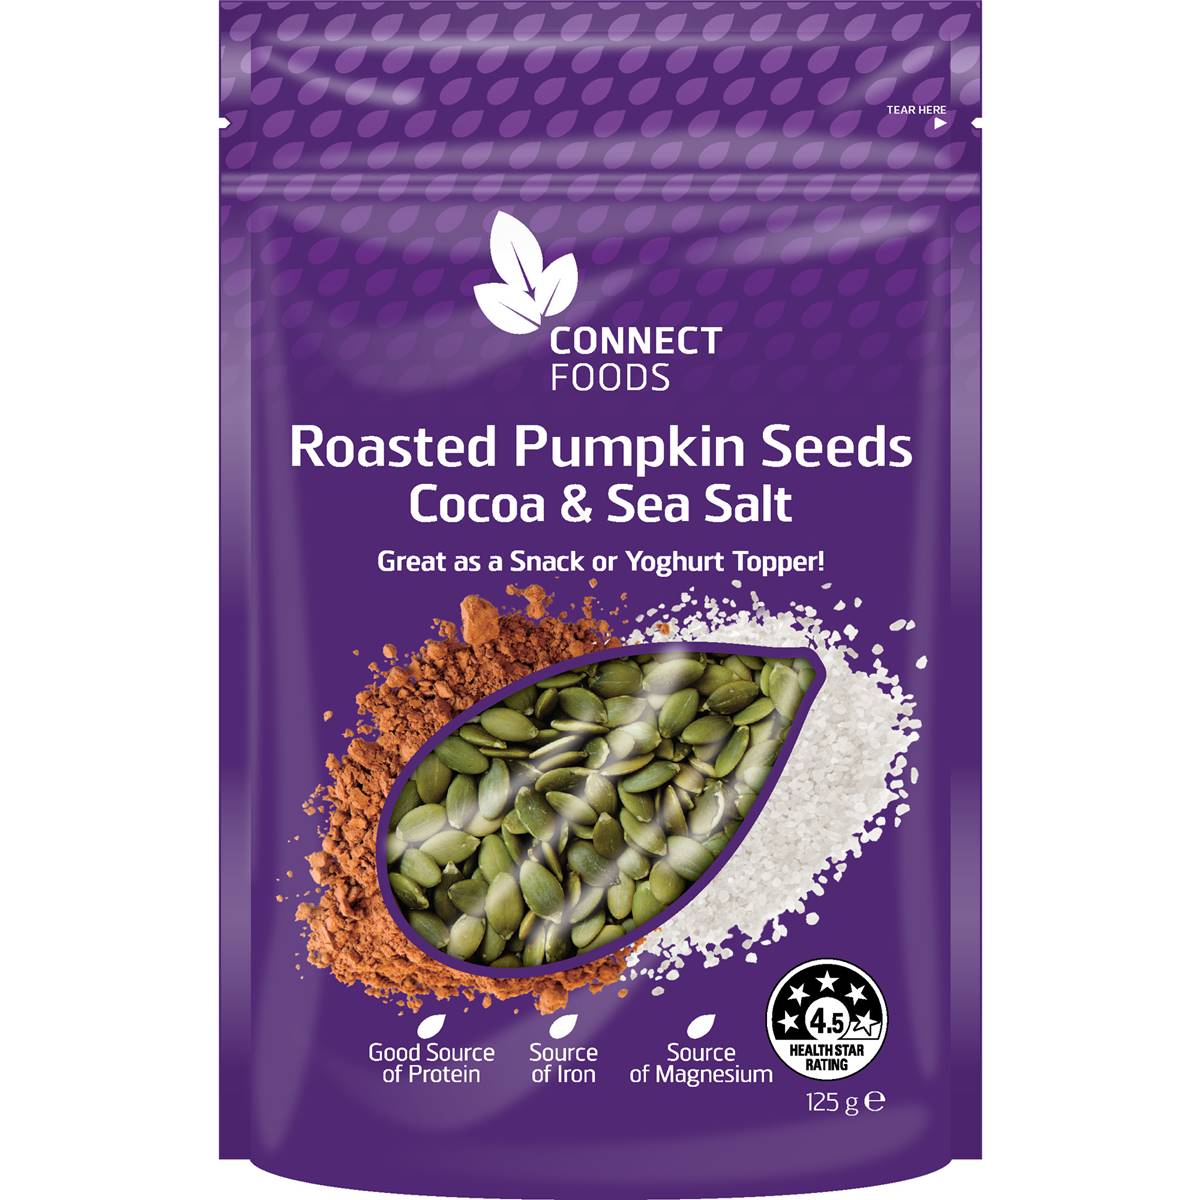 TEAR HERE
CONNECT
FOODS
Roasted Pumpkin Seeds
Cocoa & Sea Salt
Great as a Snack or Yoghurt Topper!
Good Source
of Protein
Source
of Iron
Source
of Magnesium
4.5
HEALTH STAR
RATING
125 g ℮